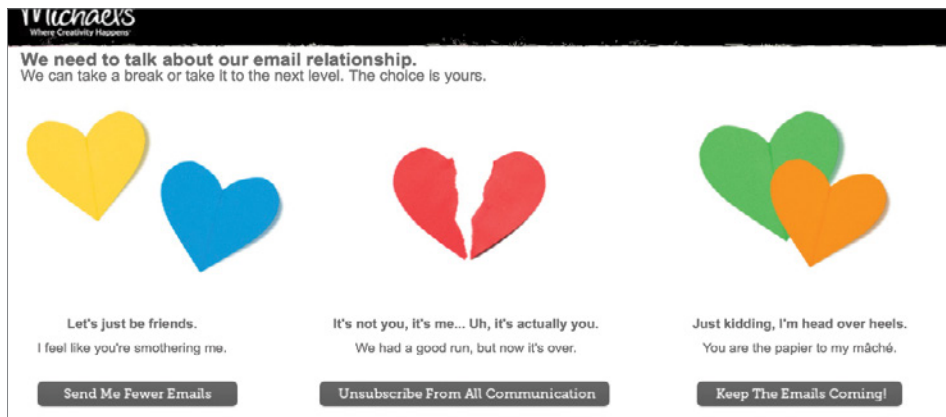 Michaels
Where Creativity Happens
We need to talk about our email relationship.
We can take a break or take it to the next level. The choice is yours.
Let's just be friends.
I feel like you're smothering me.
Send Me Fewer Emails
It's not you, it's me... Uh, it's actually you.
We had a good run, but now it's over.
Unsubscribe From All Communication
Just kidding, I'm head over heels.
You are the papier to my mâché.
Keep The Emails Coming!